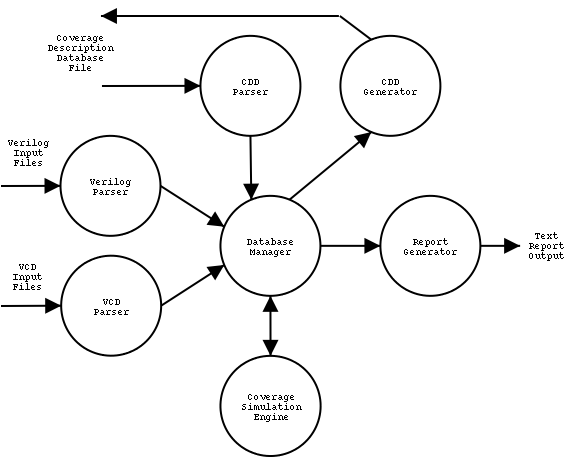 Coverage
Description
Database
File
CDD
Parser
CDD
Generator
Verilog
Input
Files
Verilog
Parser
Database
Manager
Report
Generator
Text
Report
Output
VCD
Input
Files
VCD
Parser
Coverage
Simulation
Engine